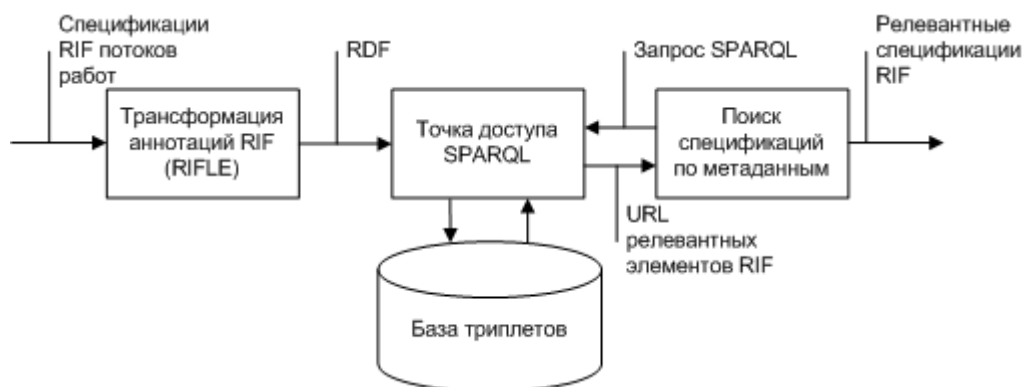 Спецификации
RIF потоков
работ
RDF
Запрос SPARQL
Релевантные
спецификации
RIF
Трансформация
аннотаций RIF
(RIFLE)
Точка доступа
SPARQL
Поиск
спецификаций
по метаданным
URL
релевантных
элементов RIF
База триплетов